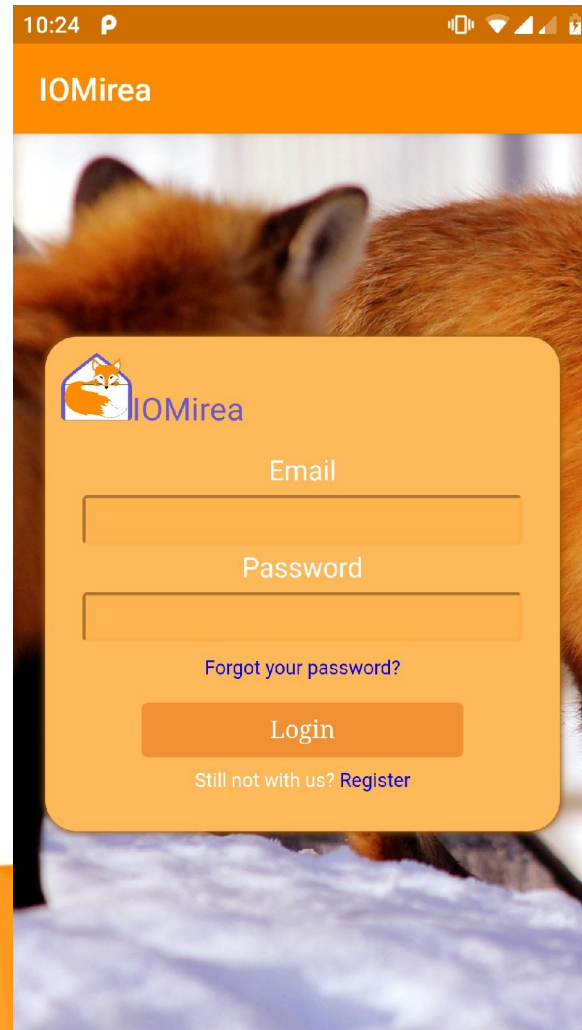 10:24
IOMirea
IOMirea
Email
Password
Forgot your password?
Login
Still not with us? Register